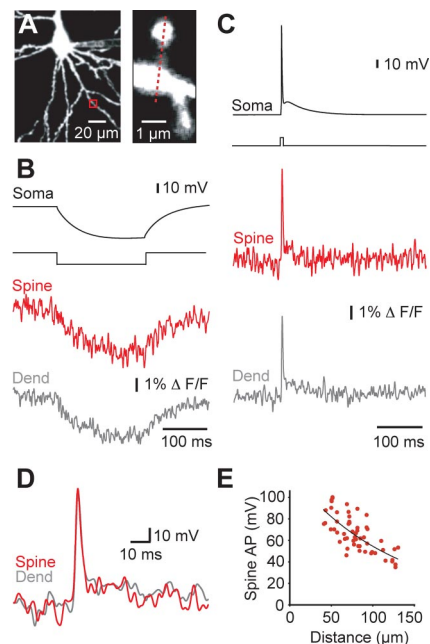 A
20 µm
1 µm
B
Soma
10 mV
Spine
Dend
1% Δ F/F
100 ms
C
10 mV
Soma
Spine
1% Δ F/F
Dend
100 ms
D
10 mV
10 ms
Spine
Dend
E
Spine AP (mV)
100
80
60
40
20
0
0 50 100 150
Distance (µm)